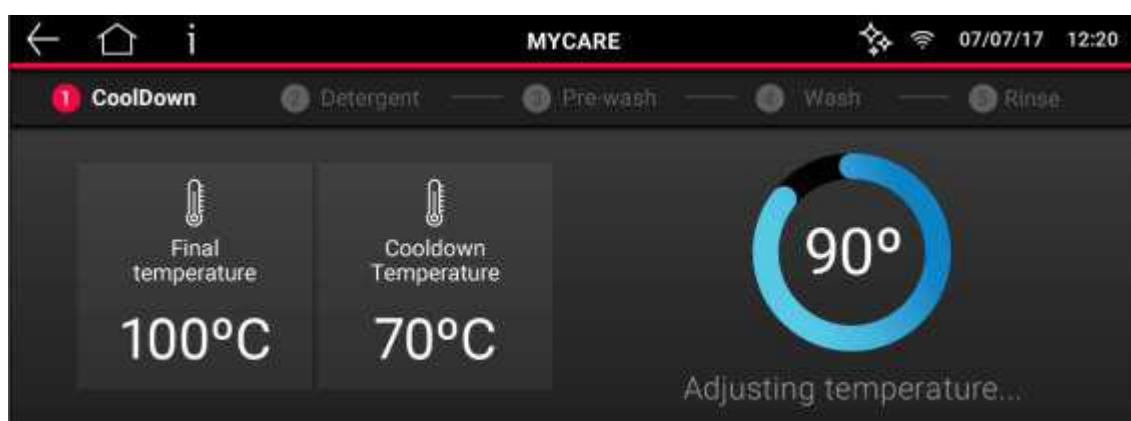 i MYCARE 07/07/17 12:20
1 CoolDown 2 Detergent 3 Pre-wash 4 Wash 5 Rinse
Final
temperature
100ºC
Cooldown
Temperature
70ºC
90º
Adjusting temperature...